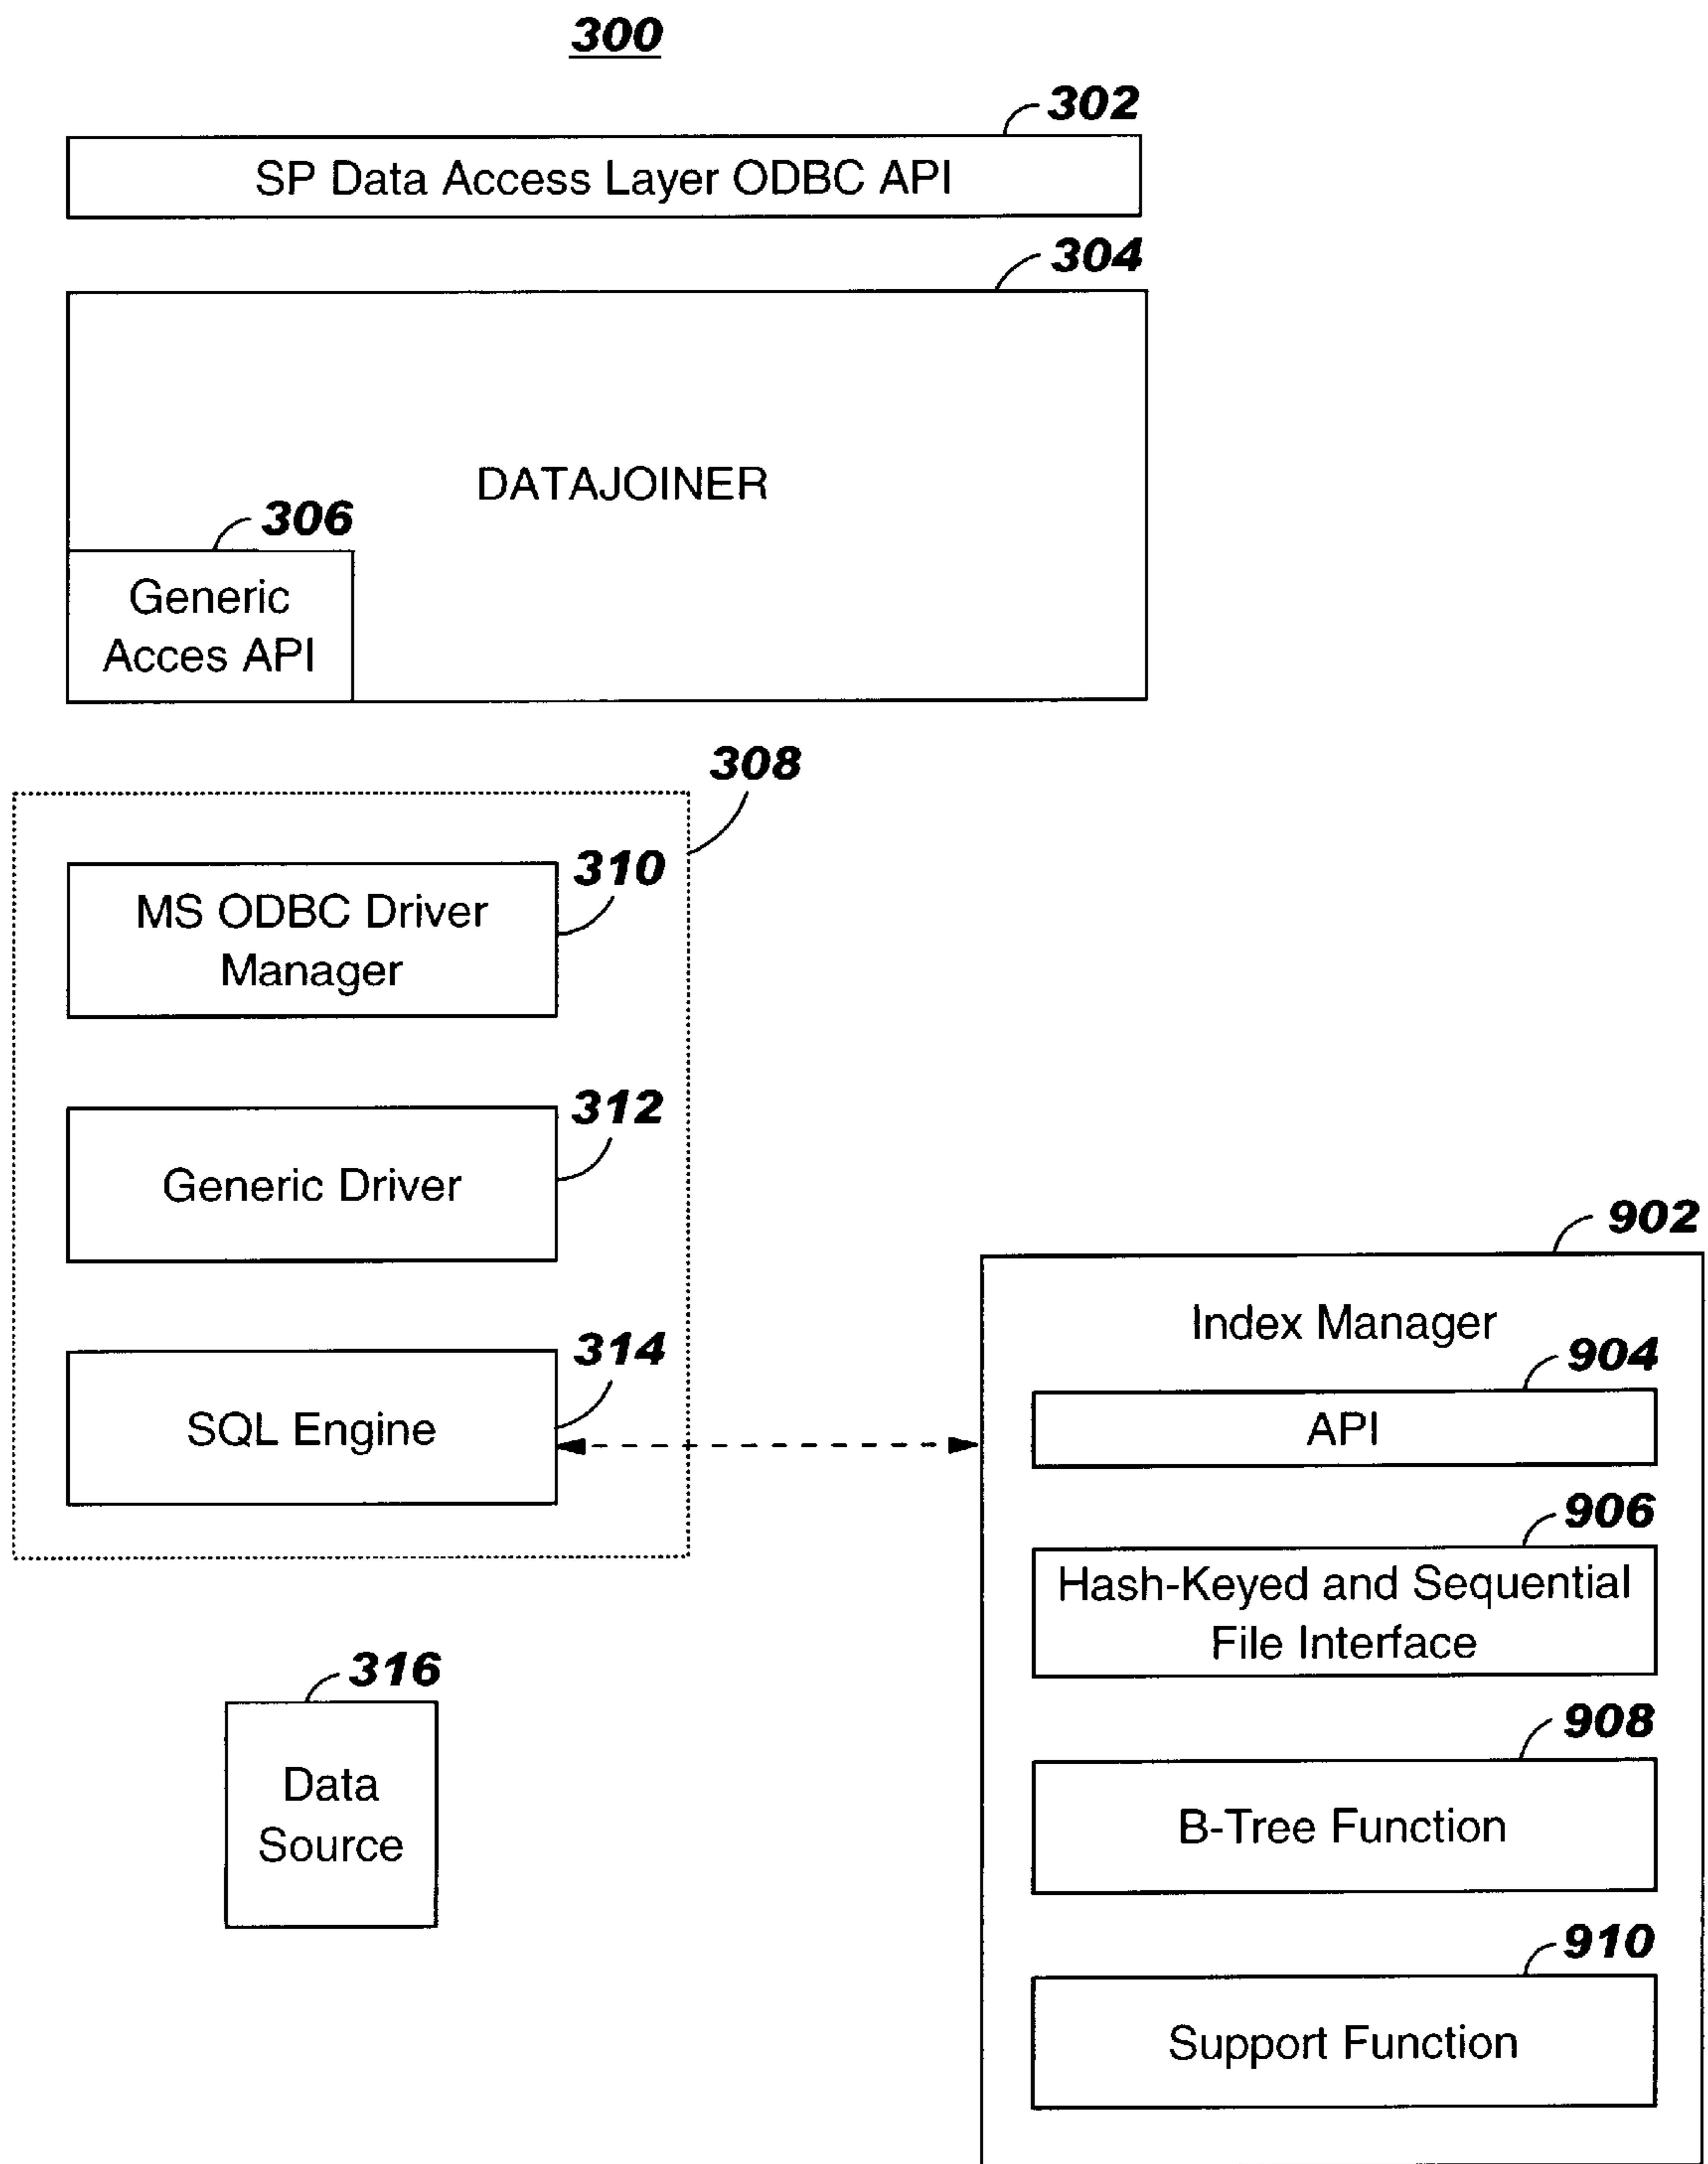 300
302
SP Data Access Layer ODBC API
304
DATAJOINER
306
Generic
Acces API
308
310
MS ODBC Driver
Manager
312
Generic Driver
314
SQL Engine
316
Data
Source
902
Index Manager
904
API
906
Hash-Keyed and Sequential
File Interface
908
B-Tree Function
910
Support Function